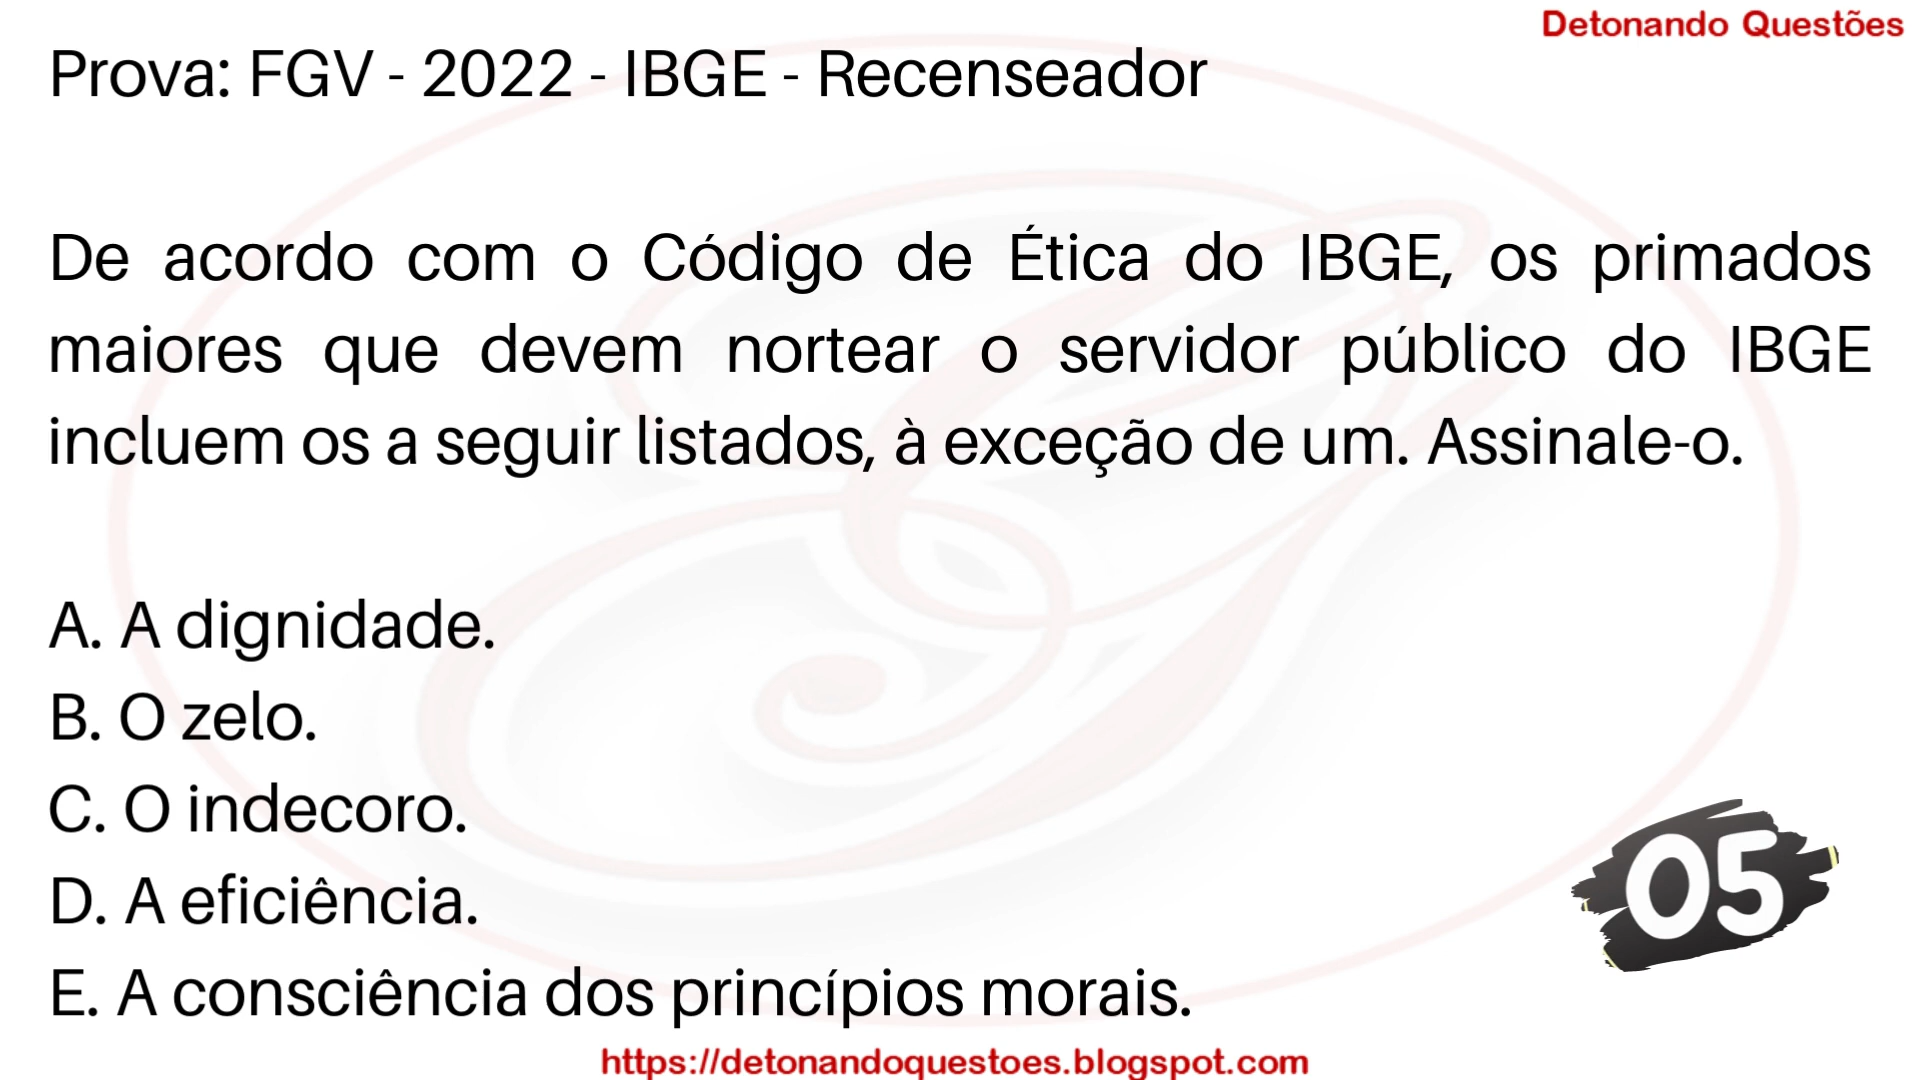 Detonando Questões
Prova: FGV - 2022 - IBGE - Recenseador
De acordo com o Código de Ética do IBGE, os primados
maiores que devem nortear o servidor público do IBGE
incluem os a seguir listados, à exceção de um. Assinale-o.
A. A dignidade.
B. O zelo.
C. O indecoro.
D. A eficiência.
E. A consciência dos princípios morais.
05
https://detonandoquestoes.blogspot.com